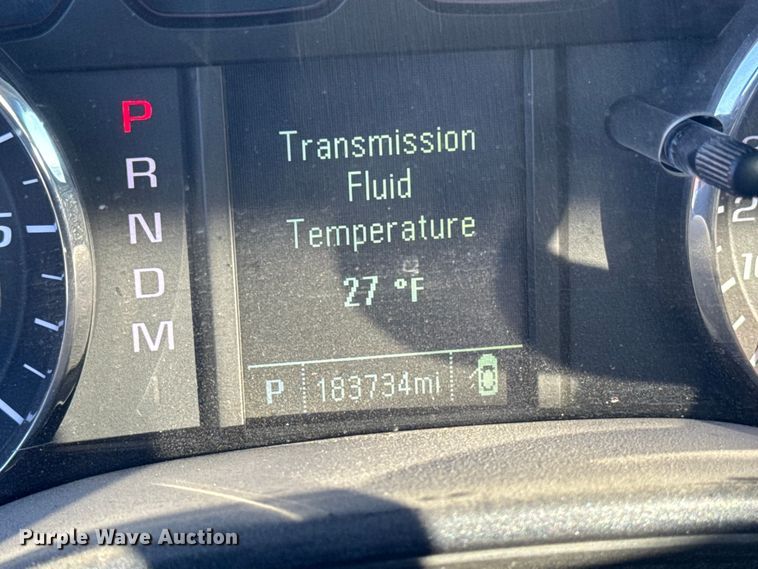 P
R
N
D
M
Transmission
Fluid
Temperature
27 °F
P 183734mi
Purple Wave Auction®